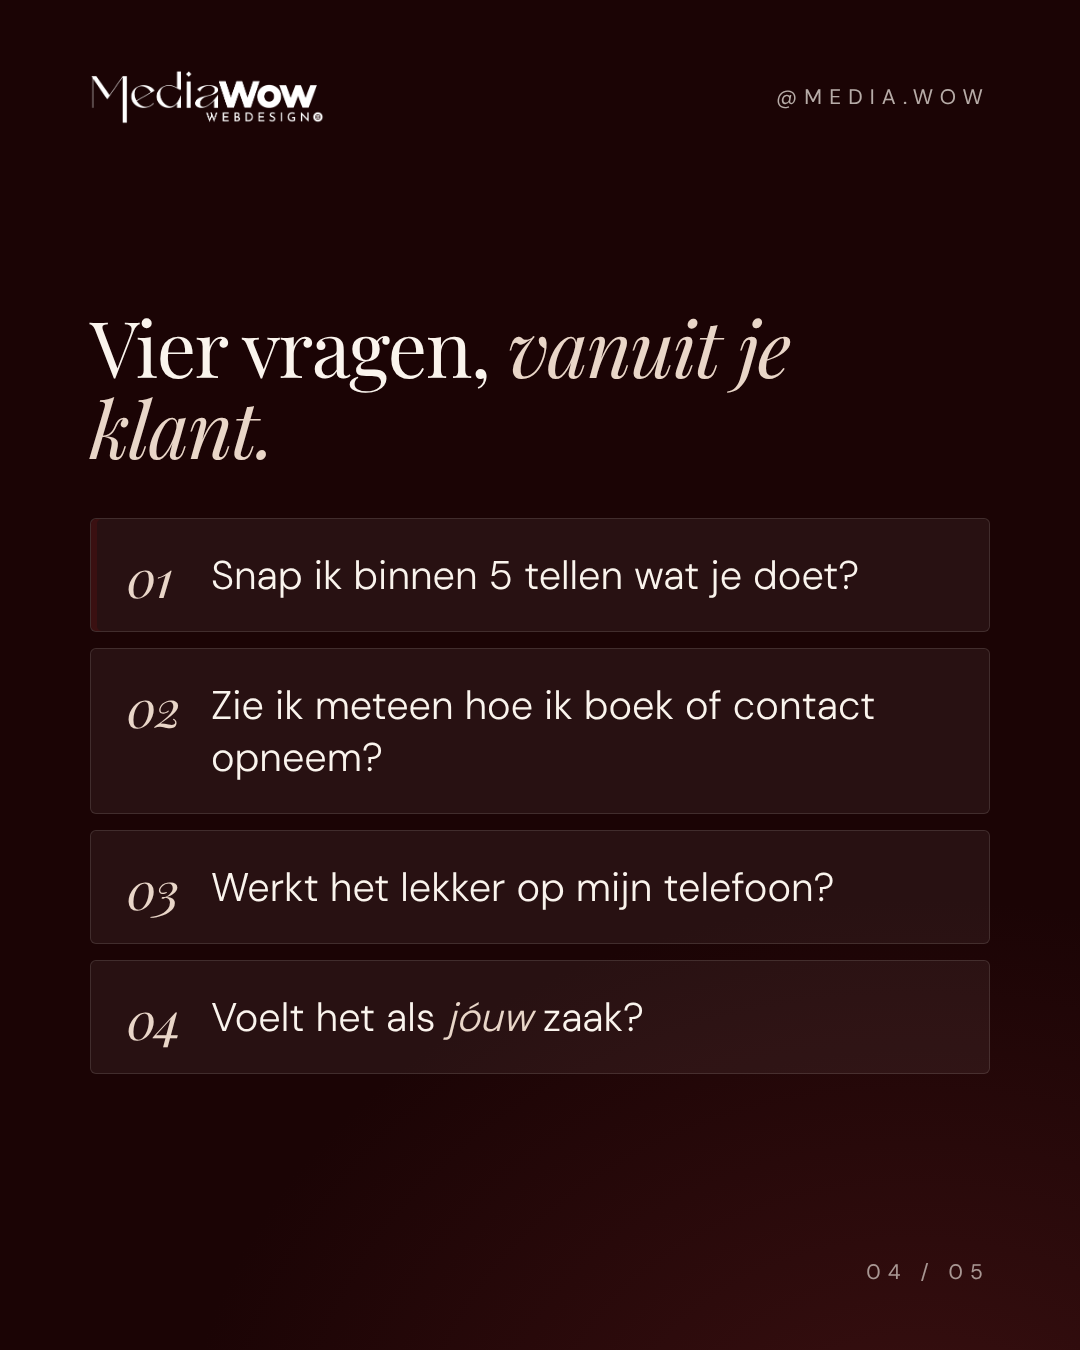 MediaWow
WEBDESIGN
@MEDIA.WOW
Vier vragen, vanuit je
klant.
01 Snap ik binnen 5 tellen wat je doet?
02 Zie ik meteen hoe ik boek of contact
opneem?
03 Werkt het lekker op mijn telefoon?
04 Voelt het als jóuw zaak?
04 / 05